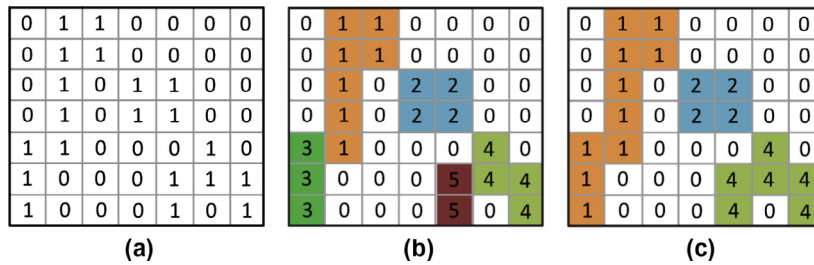 0 1 1 0 0 0 0
0 1 1 0 0 0 0
0 1 0 1 1 0 0
0 1 0 1 1 0 0
1 1 0 0 0 1 0
1 0 0 0 1 1 1
1 0 0 0 1 0 1
(a)
0 1 1 0 0 0 0
0 1 1 0 0 0 0
0 1 0 2 2 0 0
0 1 0 2 2 0 0
3 1 0 0 0 4 0
3 0 0 0 5 4 4
3 0 0 0 5 0 4
(b)
0 1 1 0 0 0 0
0 1 1 0 0 0 0
0 1 0 2 2 0 0
0 1 0 2 2 0 0
1 1 0 0 0 4 0
1 0 0 0 4 4 4
1 0 0 0 4 0 4
(c)